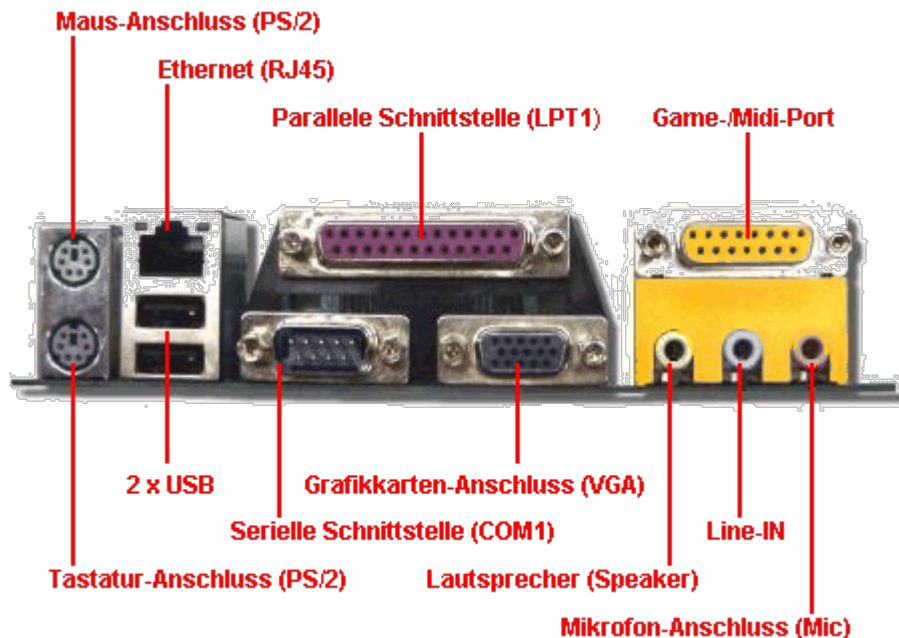 Maus-Anschluss (PS/2)
Ethernet (RJ45)
Parallele Schnittstelle (LPT1)
Game-/Midi-Port
2 x USB
Grafikkarten-Anschluss (VGA)
Serielle Schnittstelle (COM1)
Line-IN
Tastatur-Anschluss (PS/2)
Lautsprecher (Speaker)
Mikrofon-Anschluss (Mic)